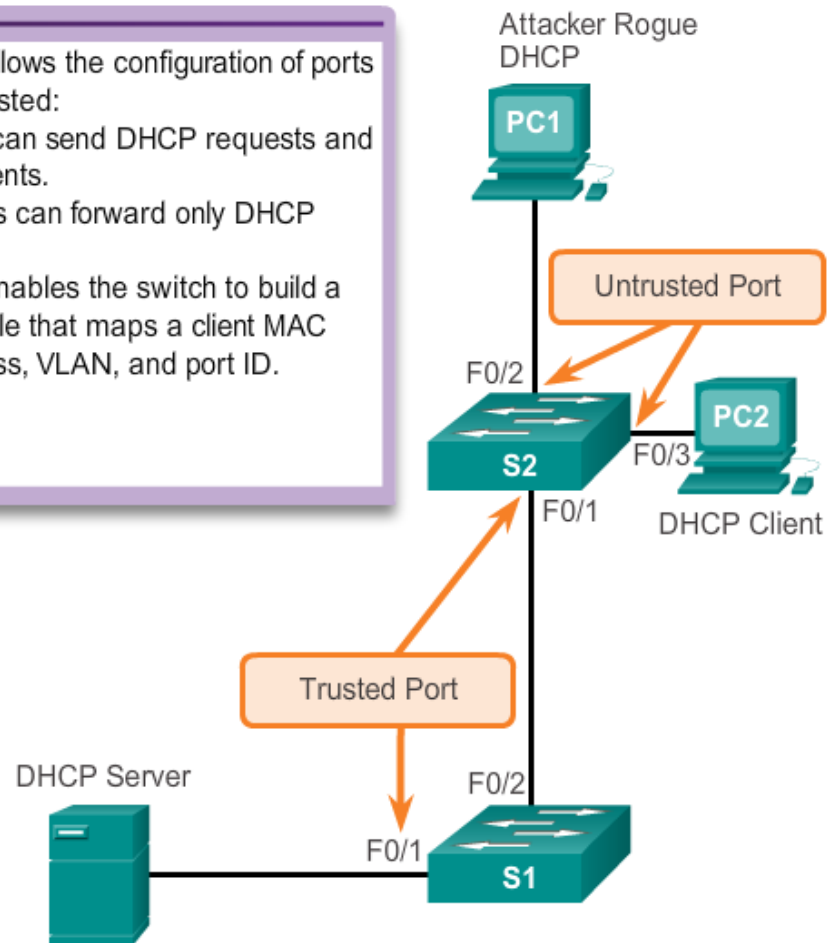 llows the configuration of ports
sted:
can send DHCP requests and
ents.
s can forward only DHCP
nables the switch to build a
le that maps a client MAC
ss, VLAN, and port ID.
Attacker Rogue
DHCP
PC1
Untrusted Port
F0/2
PC2
S2
F0/3
F0/1
DHCP Client
Trusted Port
DHCP Server
F0/2
F0/1
S1